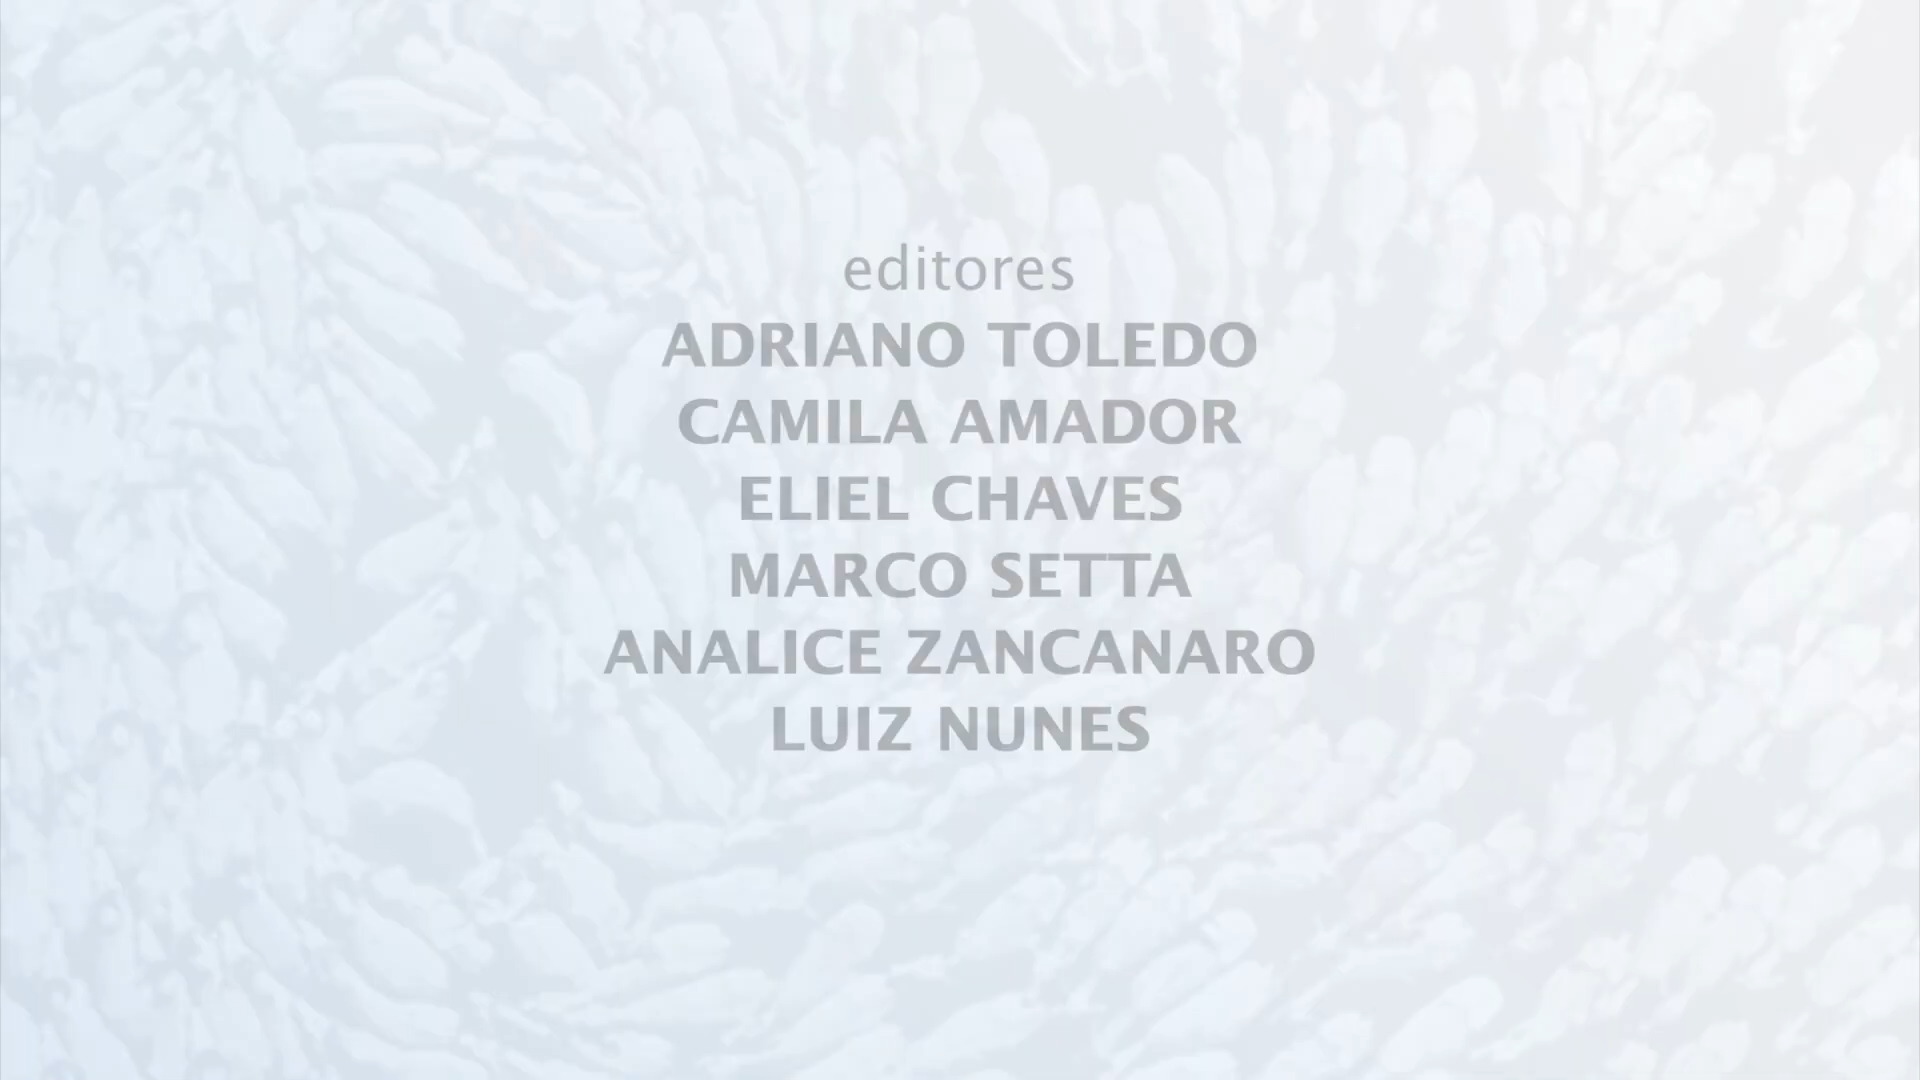 editores
ADRIANO TOLEDO
CAMILA AMADOR
ELIEL CHAVES
MARCO SETTA
ANALICE ZANCANARO
LUIZ NUNES